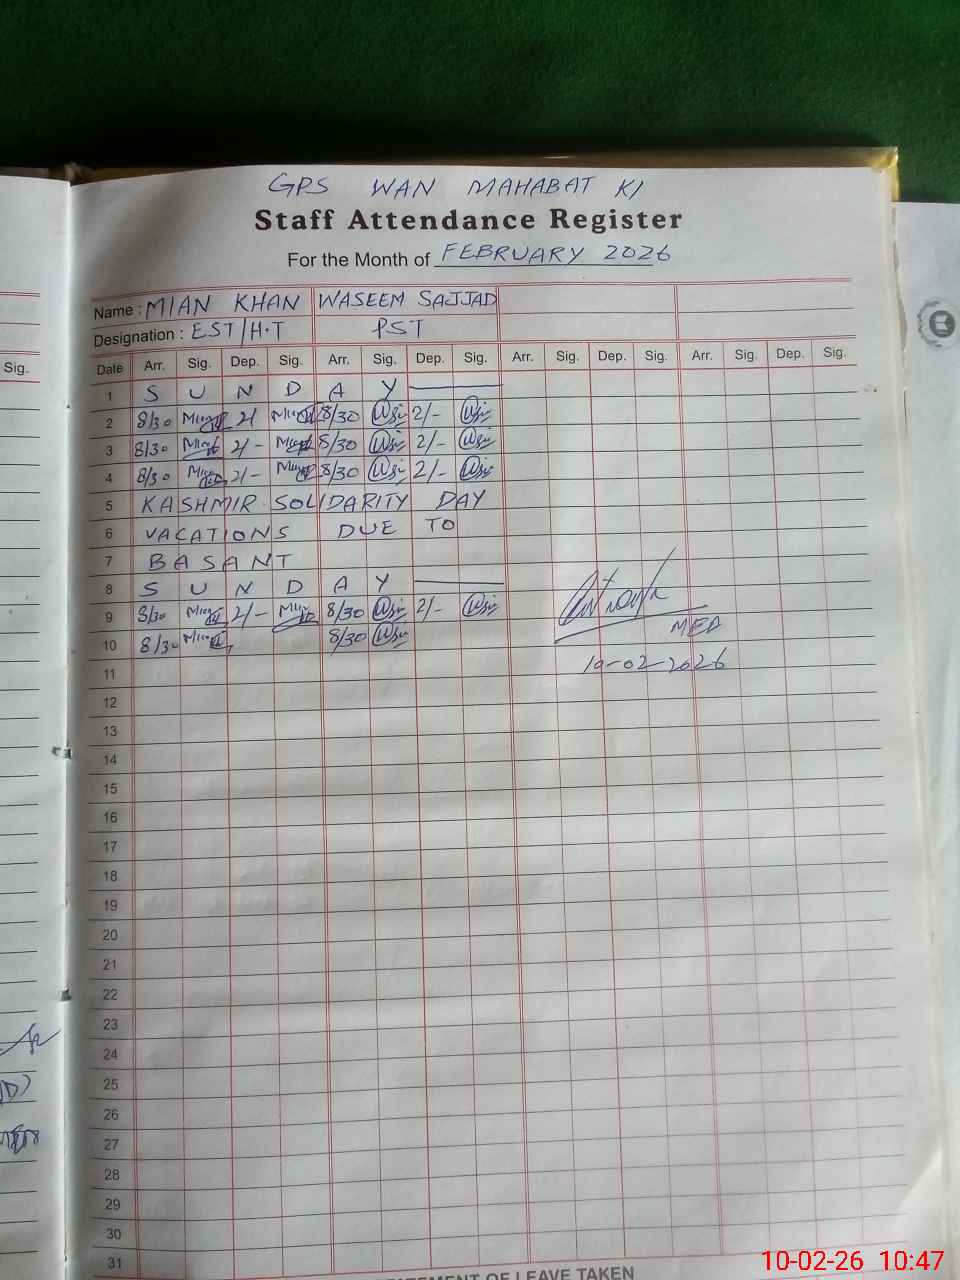 GPS WAN MAHABAT KI
Staff Attendance Register
For the Month of FEBRUARY 2026
Name : MIAN KHAN WASEEM SAJJAD
Designation : EST/H.T PST
Date Arr. Sig. Dep. Sig. Arr. Sig. Dep. Sig. Arr. Sig. Dep. Sig. Arr. Sig. Dep. Sig.
Sig.
1 SUNDAY
2 8/30 2/ 8/30 2/-
3 8/30 2/- 8/30 2/-
4 8/30 2/- 8/30 2/-
5 KASHMIR SOLIDARITY DAY
6 VACATIONS DUE TO
7 BASANT
8 SUNDAY
9 8/30 2/- 8/30 2/-
10 8/30 8/30
MEA
11 10-02-2026
12
13
14
15
16
17
18
19
20
21
22
23
24
25
26
27
28
29
30
31
OF LEAVE TAKEN
10-02-26 10:47